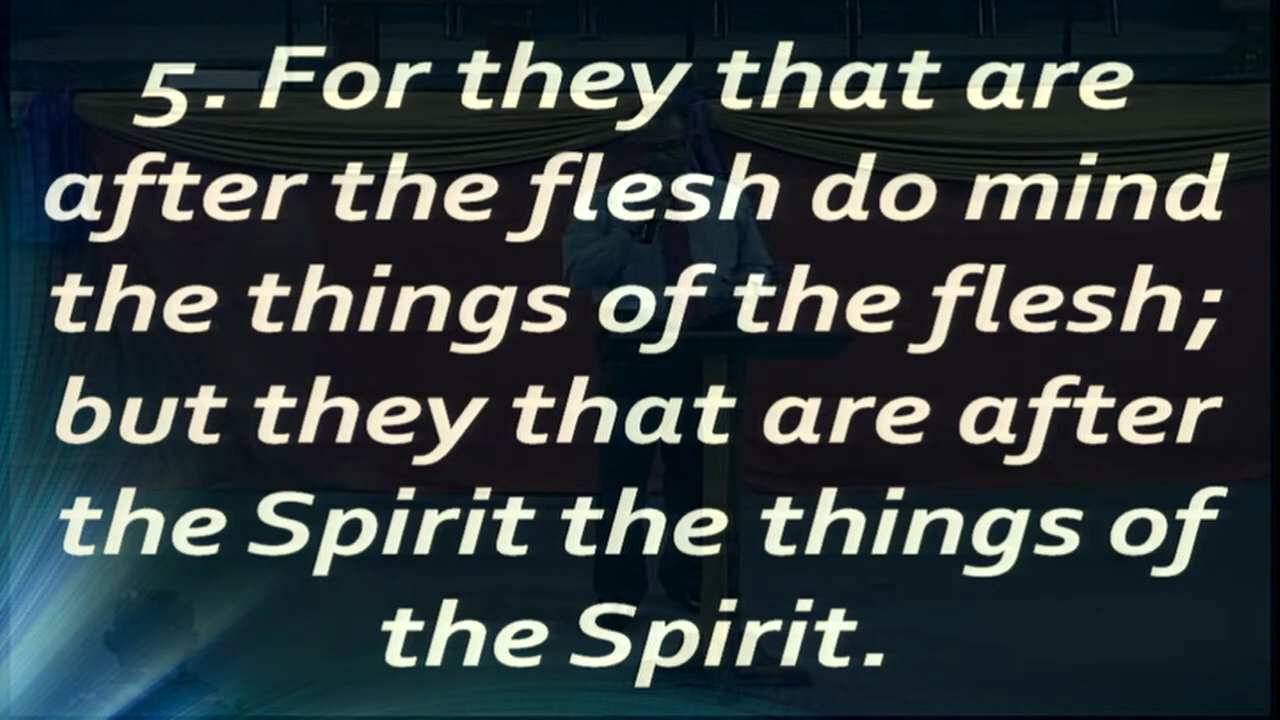 5. For they that are
after the flesh do mind
the things of the flesh;
but they that are after
the Spirit the things of
the Spirit.